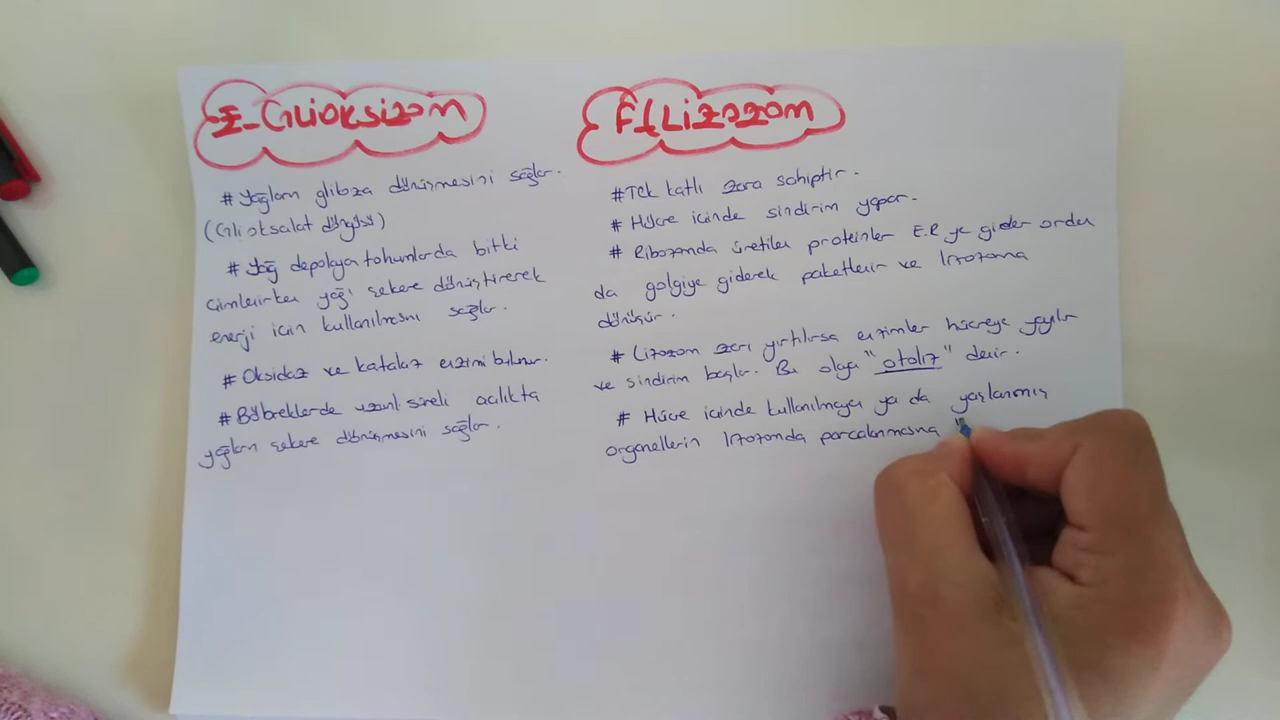 E- Glioksizom
# Yağların glikoza dönüşmesini sağlar.
(Glioksalat döngüsü)
# Yağ depolayan tohumlarda bitki
çimlenirken yağı şekere dönüştürerek
enerji için kullanılmasını sağlar.
# Oksidaz ve katalaz enzimi bulunur.
# Böbreklerde uzun süreli açlıkta
yağların şekere dönüşmesini sağlar.
F) Lizozom
# Tek katlı zara sahiptir.
# Hücre içinde sindirim yapar.
# Ribozomda üretilen proteinler E.R ye gider ordan
da golgiye giderek paketlenir ve lizozoma
dönüşür.
# Lizozom zarı yırtılırsa enzimler hücreye yayılır
ve sindirim başlar. Bu olaya "otoliz" denir.
# Hücre içinde kullanılmayan ya da yaşlanmış
organellerin lizozomda parçalanmasına "